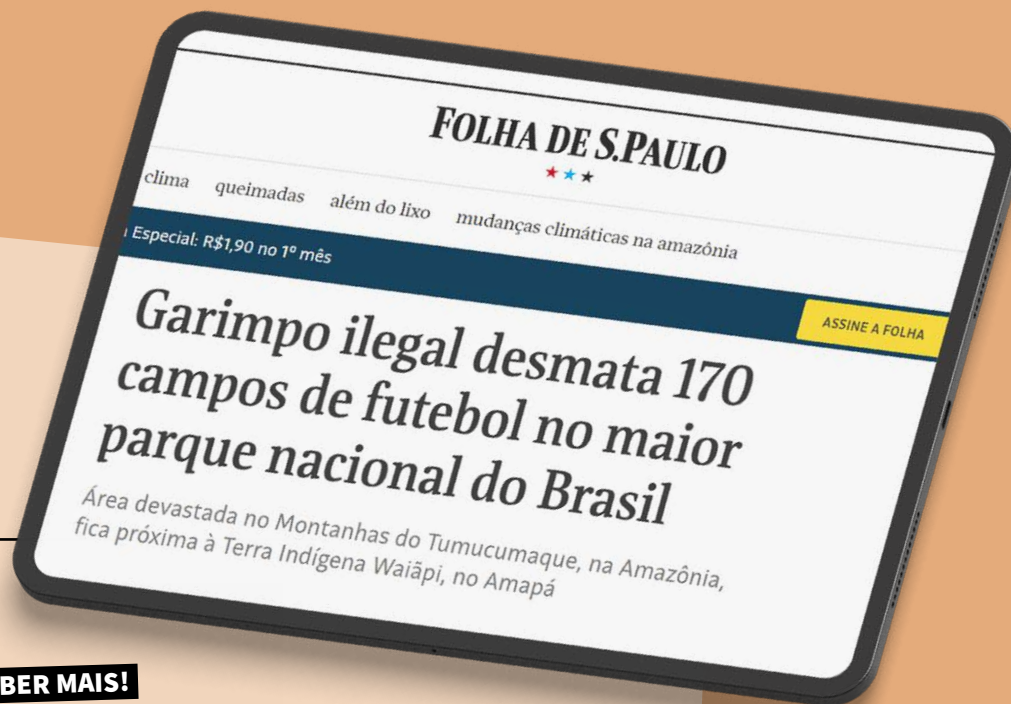 FOLHA DE S.PAULO
clima queimadas além do lixo mudanças climáticas na amazônia
Especial: R$1,90 no 1º mês
ASSINE A FOLHA
Garimpo ilegal desmata 170
campos de futebol no maior
parque nacional do Brasil
Área devastada no Montanhas do Tumucumaque, na Amazônia,
fica próxima à Terra Indígena Waiãpi, no Amapá
BER MAIS!